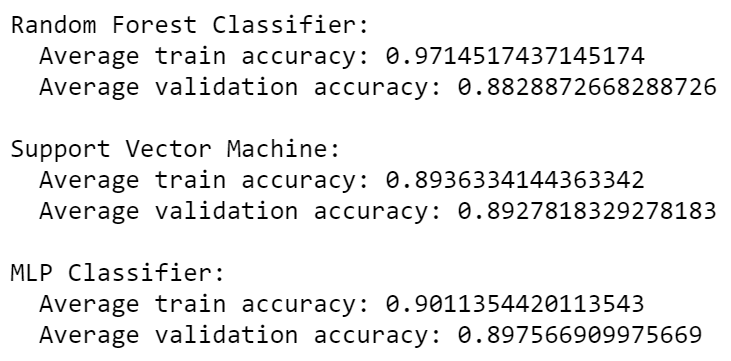 Random Forest Classifier:
  Average train accuracy: 0.9714517437145174
  Average validation accuracy: 0.8828872668288726

Support Vector Machine:
  Average train accuracy: 0.8936334144363342
  Average validation accuracy: 0.8927818329278183

MLP Classifier:
  Average train accuracy: 0.9011354420113543
  Average validation accuracy: 0.897566909975669